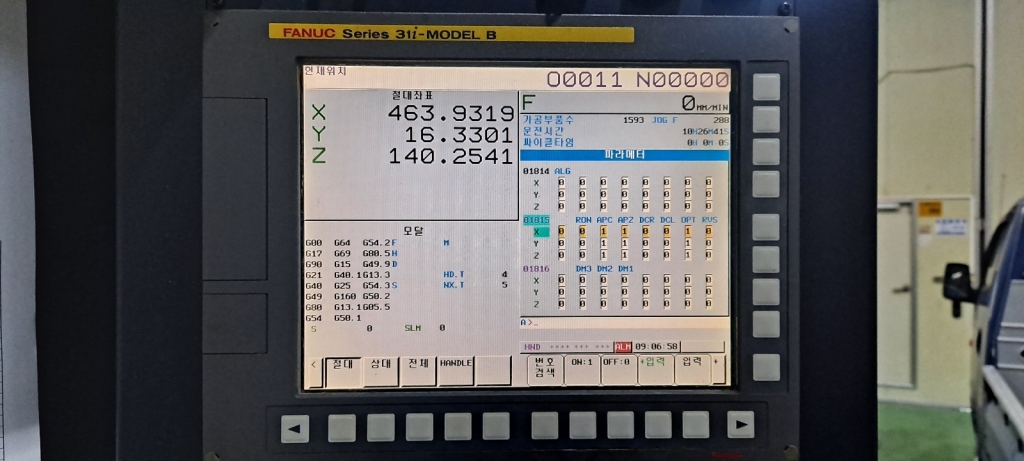 FANUC Series 31i-MODEL B
현재위치
O0011 N00000
절대좌표
X 463.9319
Y 16.3301
Z 140.2541
F 0 MM/MIN
가공부품수 1593 JOG F 288
운전시간 10H26M41S
싸이클타임 0H 0M 0S
파라메터
01814 ALG
X 0 0 0 0 0 0 0 0
Y 0 0 0 0 0 0 0 0
Z 0 0 0 0 0 0 0 0
01815 RON APC APZ DCR DCL OPT RVS
X 0 0 1 1 0 0 1 0
Y 0 0 1 1 0 0 1 0
Z 0 0 1 1 0 0 1 0
01816 DM3 DM2 DM1
X 0 0 0 0 0 0 0 0
Y 0 0 0 0 0 0 0 0
Z 0 0 0 0 0 0 0 0
모달
G00 G64 G54.2 F M
G17 G69 G80.5 H
G90 G15 G49.9 D
G21 G40.1 G13.3 HD.T 4
G40 G25 G54.3 S NX.T 5
G49 G160 G50.2
G80 G13.1 G05.5
G54 G50.1
S 0 SLM 0
A>_
HND **** *** *** ALM 09:06:58
< 절대 상대 전체 HANDLE
번호 검색 ON:1 OFF:0 +입력 입력 +